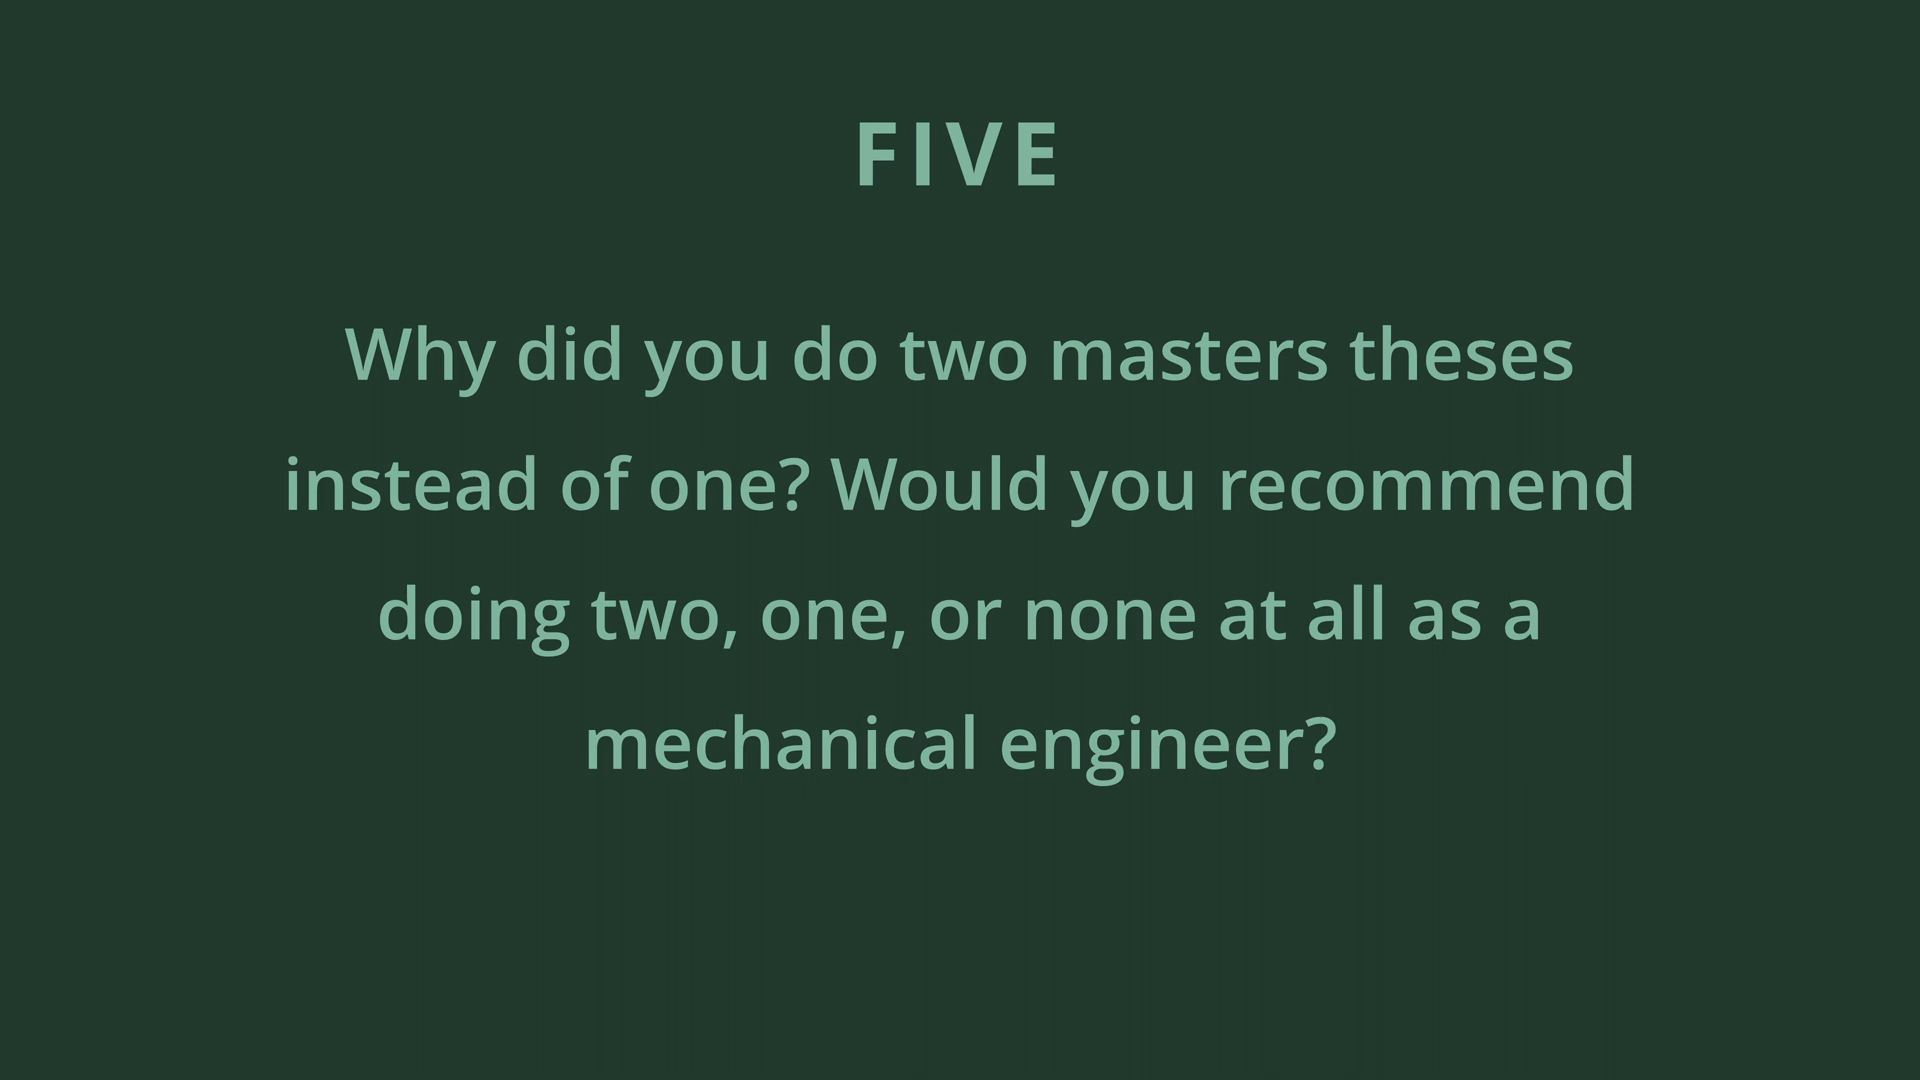 FIVE
Why did you do two masters theses
instead of one? Would you recommend
doing two, one, or none at all as a
mechanical engineer?